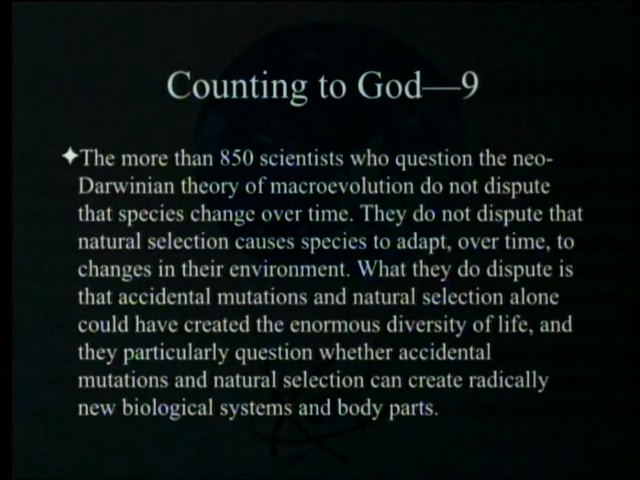 Counting to God—9
✦The more than 850 scientists who question the neo-
Darwinian theory of macroevolution do not dispute
that species change over time. They do not dispute that
natural selection causes species to adapt, over time, to
changes in their environment. What they do dispute is
that accidental mutations and natural selection alone
could have created the enormous diversity of life, and
they particularly question whether accidental
mutations and natural selection can create radically
new biological systems and body parts.